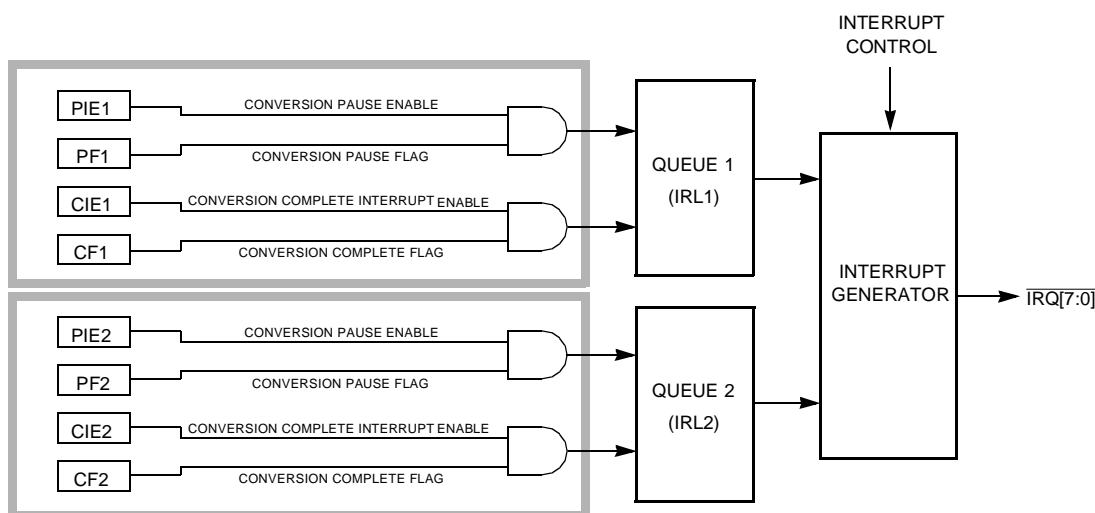 INTERRUPT
CONTROL
PIE1
CONVERSION PAUSE ENABLE
PF1
CONVERSION PAUSE FLAG
CIE1
CONVERSION COMPLETE INTERRUPT ENABLE
CF1
CONVERSION COMPLETE FLAG
QUEUE 1
(IRL1)
INTERRUPT
GENERATOR
IRQ[7:0]
PIE2
CONVERSION PAUSE ENABLE
PF2
CONVERSION PAUSE FLAG
CIE2
CONVERSION COMPLETE INTERRUPT ENABLE
CF2
CONVERSION COMPLETE FLAG
QUEUE 2
(IRL2)